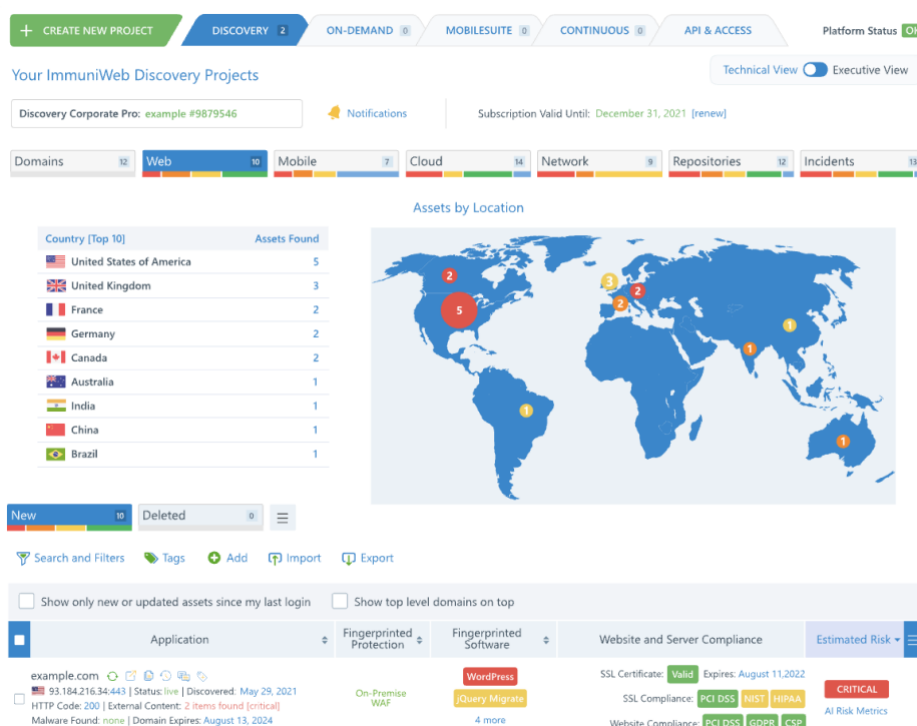 + CREATE NEW PROJECT DISCOVERY 2 ON-DEMAND 0 MOBILESUITE 0 CONTINUOUS 0 API & ACCESS Platform Status
Your ImmuniWeb Discovery Projects Technical View Executive View
Discovery Corporate Pro: example #9879546 Notifications Subscription Valid Until: December 31, 2021 [renew]
Domains 12 Web 10 Mobile 7 Cloud 14 Network 9 Repositories 12 Incidents 13
Assets by Location
Country [Top 10] Assets Found
United States of America 5
United Kingdom 3
France 2
Germany 2
Canada 2
Australia 1
India 1
China 1
Brazil 1
2
3
2
2
5
1
1
1
1
New 10 Deleted 0
Search and Filters Tags Add Import Export
Show only new or updated assets since my last login Show top level domains on top
Application Fingerprinted Protection Fingerprinted Software Website and Server Compliance Estimated Risk
example.com WordPress SSL Certificate: Valid Expires: August 11,2022
93.184.216.34:443 | Status: live | Discovered: May 29, 2021 On-Premise WAF jQuery Migrate SSL Compliance: PCI DSS NIST HIPAA CRITICAL
HTTP Code: 200 | External Content: 2 items found [critical] AI Risk Metrics
Malware Found: none | Domain Expires: August 13, 2024 4 more Website Compliance: PCI DSS GDPR CSP